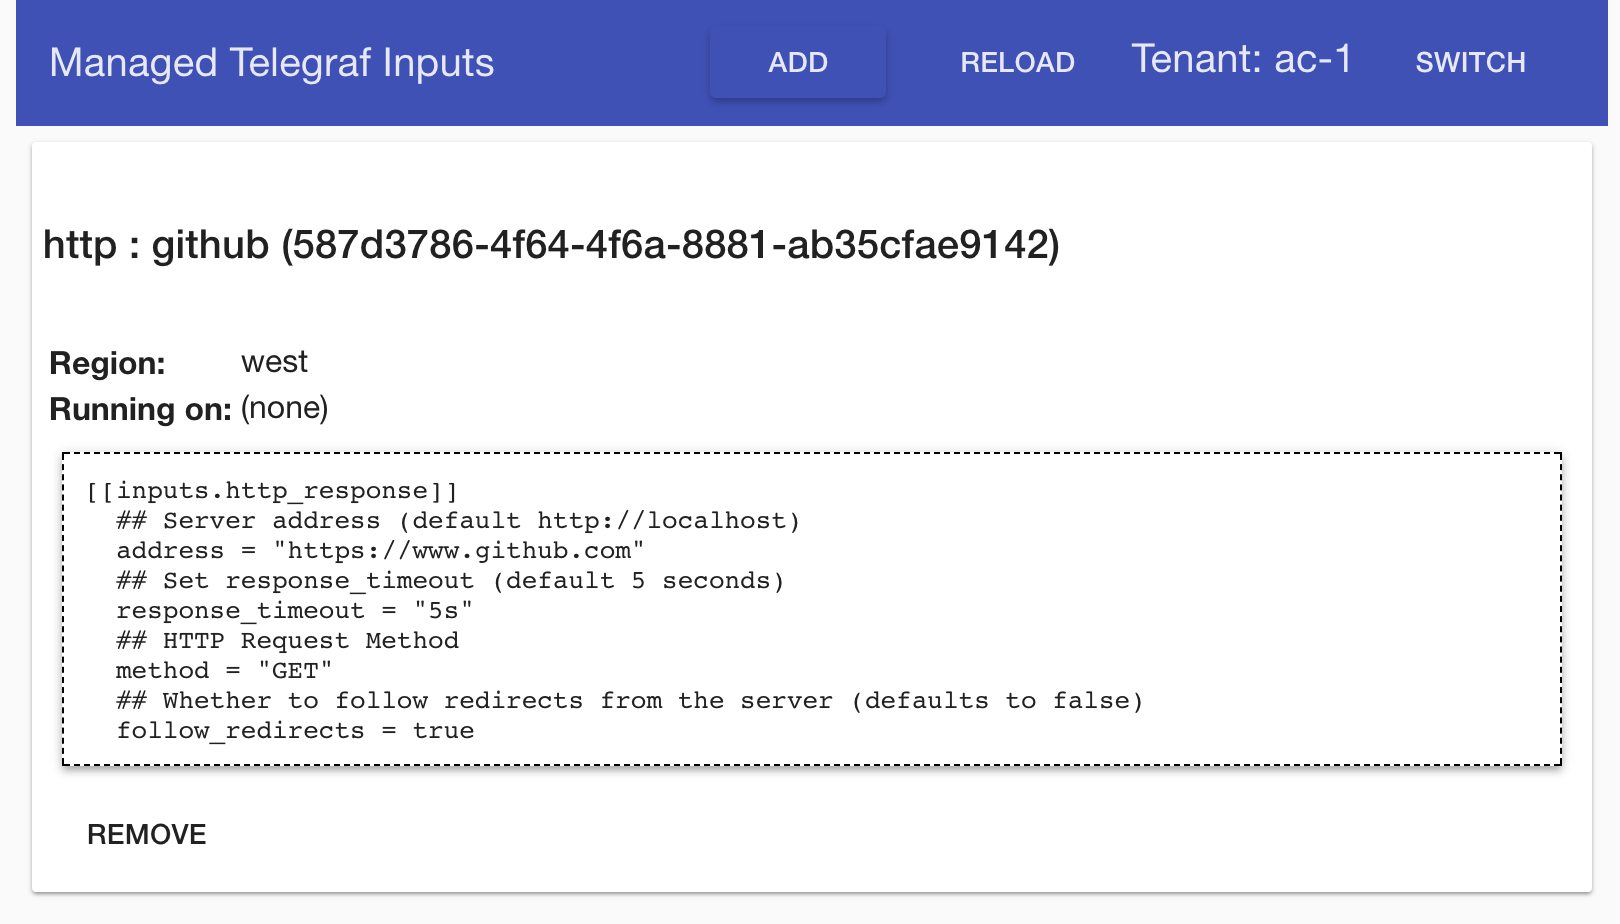 Managed Telegraf Inputs ADD RELOAD Tenant: ac-1 SWITCH
http : github (587d3786-4f64-4f6a-8881-ab35cfae9142)
Region: west
Running on: (none)
[[inputs.http_response]]
  ## Server address (default http://localhost)
  address = "https://www.github.com"
  ## Set response_timeout (default 5 seconds)
  response_timeout = "5s"
  ## HTTP Request Method
  method = "GET"
  ## Whether to follow redirects from the server (defaults to false)
  follow_redirects = true
REMOVE